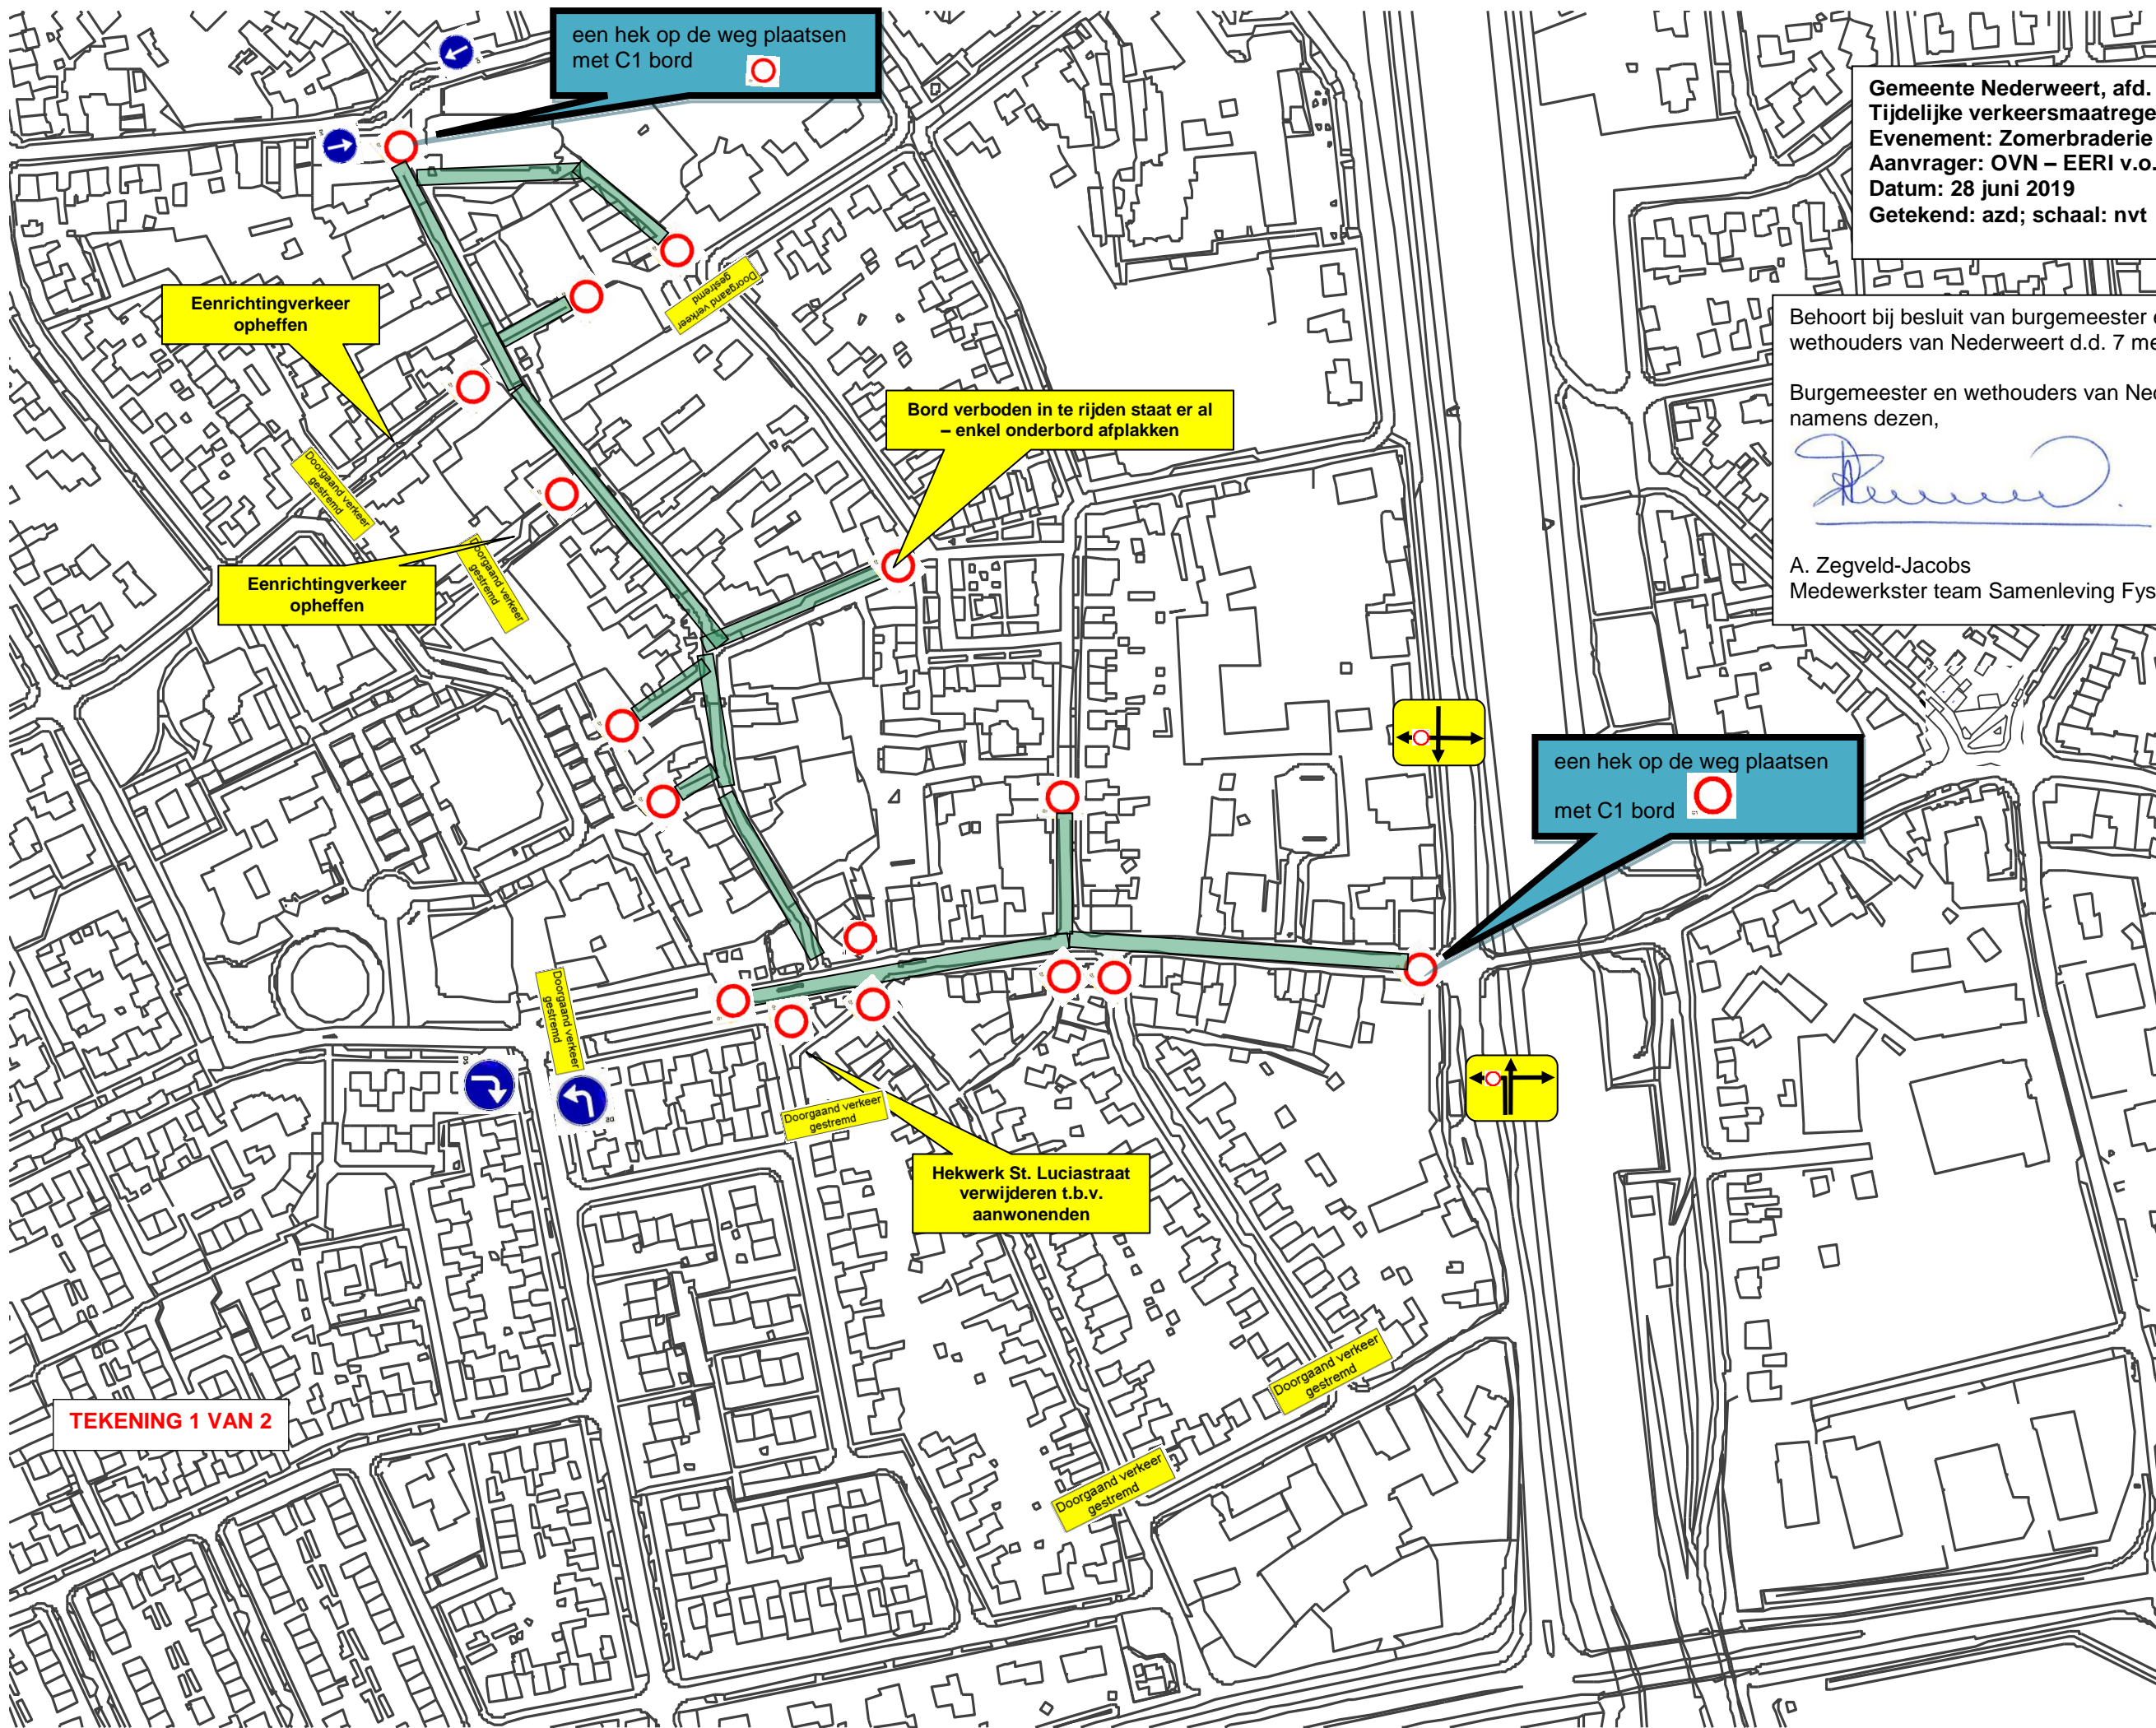 een hek op de weg plaatsen
met C1 bord
Gemeente Nederweert, afd.
Tijdelijke verkeersmaatrege
Evenement: Zomerbraderie
Aanvrager: OVN – EERI v.o.
Datum: 28 juni 2019
Getekend: azd; schaal: nvt
Behoort bij besluit van burgemeester
wethouders van Nederweert d.d. 7 me
Burgemeester en wethouders van Ned
namens dezen,
A. Zegveld-Jacobs
Medewerkster team Samenleving Fys
Eenrichtingverkeer
opheffen
Doorgaand verkeer
gestremd
Bord verboden in te rijden staat er al
– enkel onderbord afplakken
Doorgaand verkeer
gestremd
Doorgaand verkeer
gestremd
Eenrichtingverkeer
opheffen
een hek op de weg plaatsen
met C1 bord
Doorgaand verkeer
gestremd
Doorgaand verkeer
gestremd
Hekwerk St. Luciastraat
verwijderen t.b.v.
aanwonenden
Doorgaand verkeer
gestremd
Doorgaand verkeer
gestremd
TEKENING 1 VAN 2